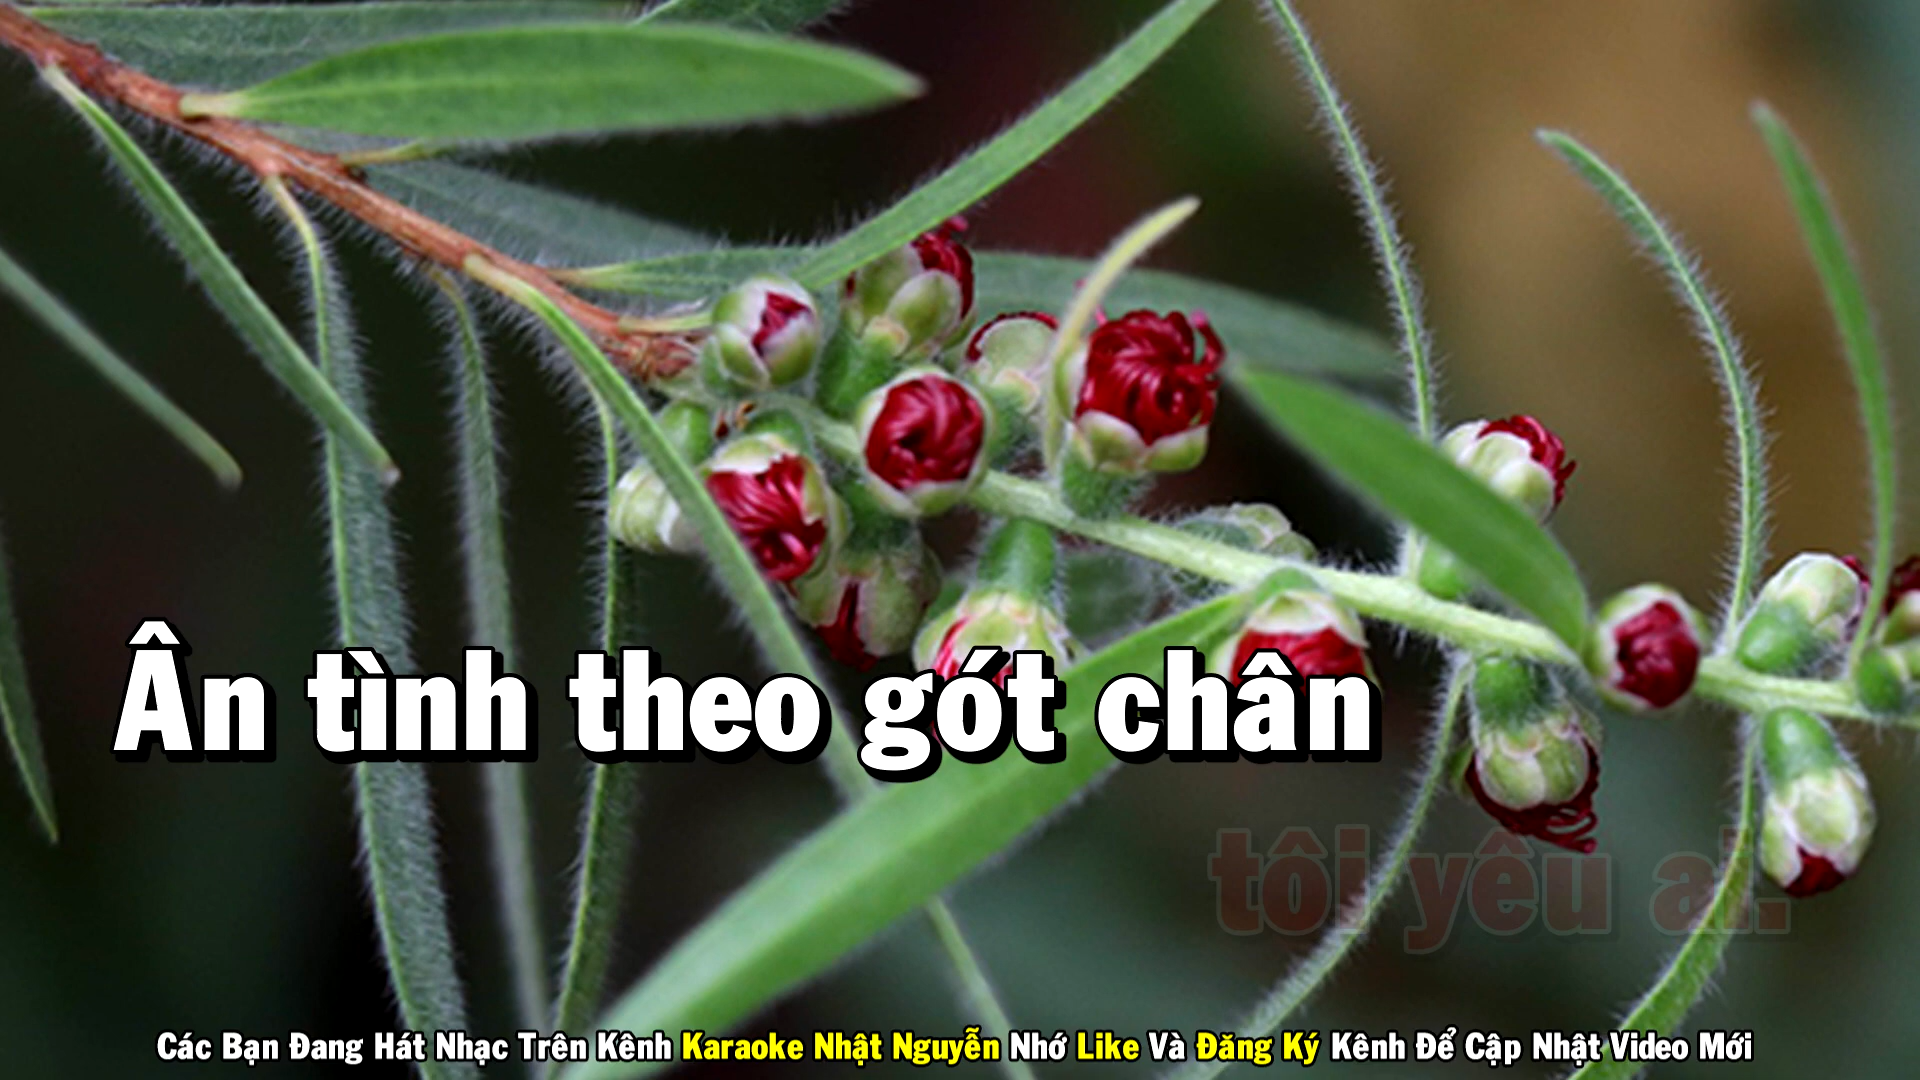 Ân tình theo gót chân
tôi yêu ai.
Các Bạn Đang Hát Nhạc Trên Kênh Karaoke Nhật Nguyễn Nhớ Like Và Đăng Ký Kênh Để Cập Nhật Video Mới